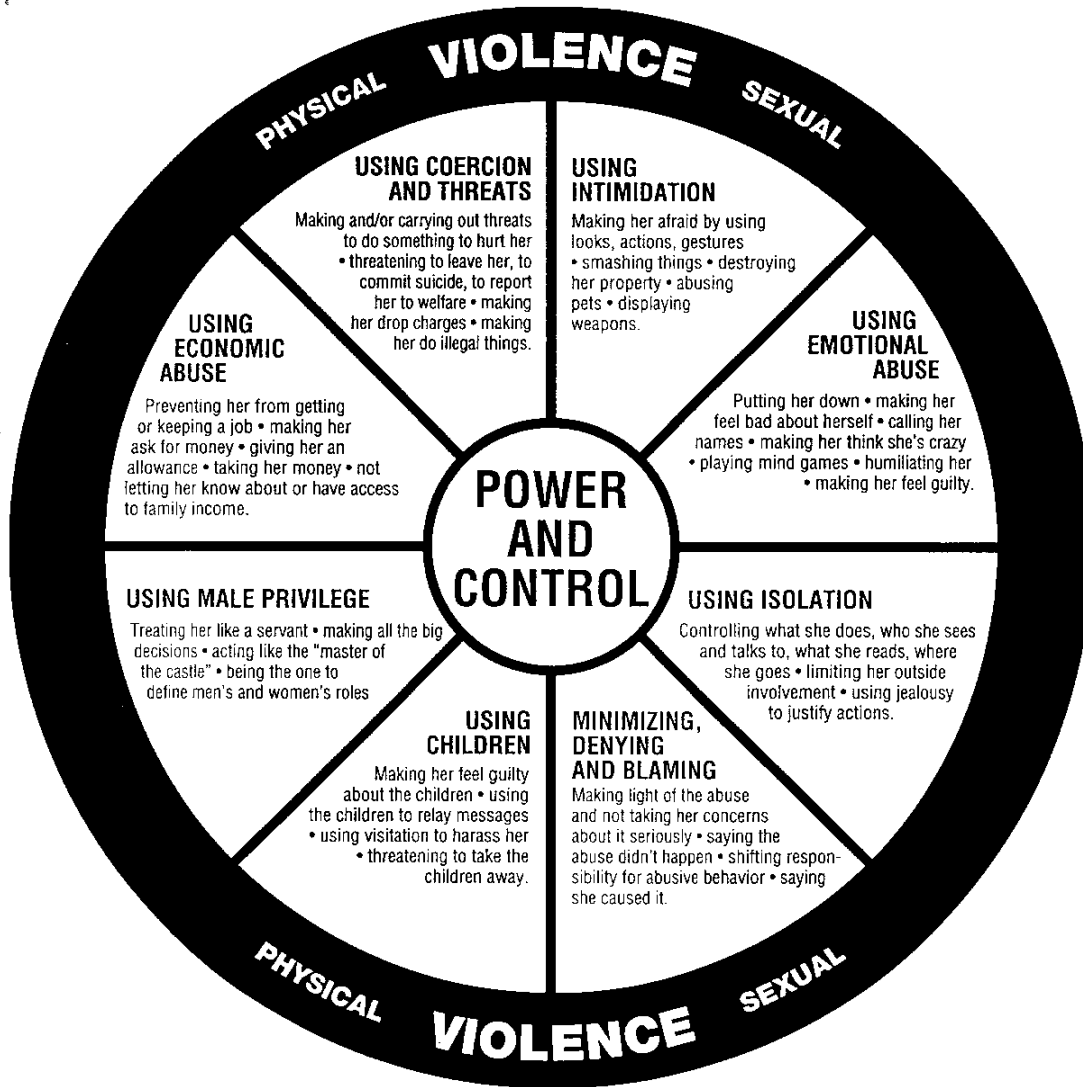 PHYSICAL VIOLENCE SEXUAL
USING COERCION
AND THREATS
Making and/or carrying out threats
to do something to hurt her
• threatening to leave her, to
commit suicide, to report
her to welfare • making
her drop charges • making
her do illegal things.
USING
INTIMIDATION
Making her afraid by using
looks, actions, gestures
• smashing things • destroying
her property • abusing
pets • displaying
weapons.
USING
ECONOMIC
ABUSE
Preventing her from getting
or keeping a job • making her
ask for money • giving her an
allowance • taking her money • not
letting her know about or have access
to family income.
USING
EMOTIONAL
ABUSE
Putting her down • making her
feel bad about herself • calling her
names • making her think she's crazy
• playing mind games • humiliating her
• making her feel guilty.
POWER
AND
CONTROL
USING MALE PRIVILEGE
Treating her like a servant • making all the big
decisions • acting like the "master of
the castle" • being the one to
define men's and women's roles
USING ISOLATION
Controlling what she does, who she sees
and talks to, what she reads, where
she goes • limiting her outside
involvement • using jealousy
to justify actions.
USING
CHILDREN
Making her feel guilty
about the children • using
the children to relay messages
• using visitation to harass her
• threatening to take the
children away.
MINIMIZING,
DENYING
AND BLAMING
Making light of the abuse
and not taking her concerns
about it seriously • saying the
abuse didn't happen • shifting respon-
sibility for abusive behavior • saying
she caused it.
PHYSICAL VIOLENCE SEXUAL